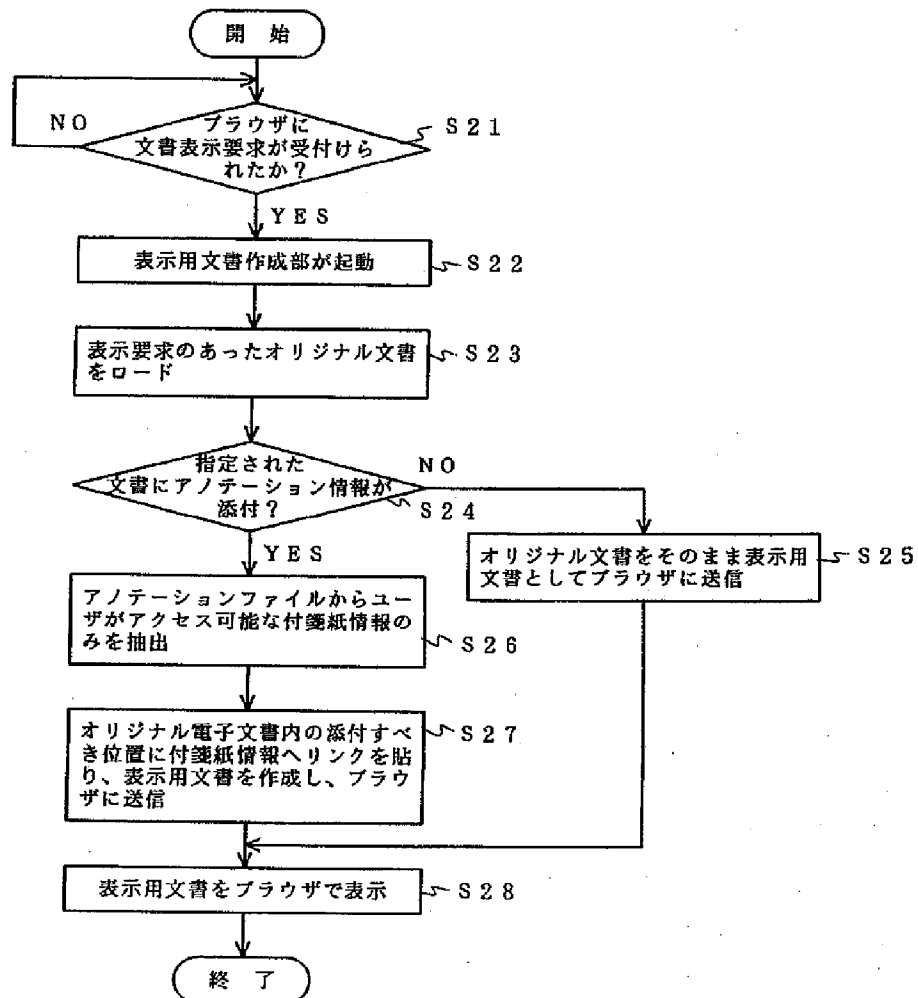 開 始
NO
ブラウザに
文書表示要求が受付けら
れたか？
S21
YES
表示用文書作成部が起動
S22
表示要求のあったオリジナル文書
をロード
S23
指定された
文書にアノテーション情報が
添付？
NO
S24
YES
オリジナル文書をそのまま表示用
文書としてブラウザに送信
S25
アノテーションファイルからユー
ザがアクセス可能な付箋紙情報の
みを抽出
S26
オリジナル電子文書内の添付すべ
き位置に付箋紙情報へリンクを貼
り、表示用文書を作成し、ブラウ
ザに送信
S27
表示用文書をブラウザで表示
S28
終 了